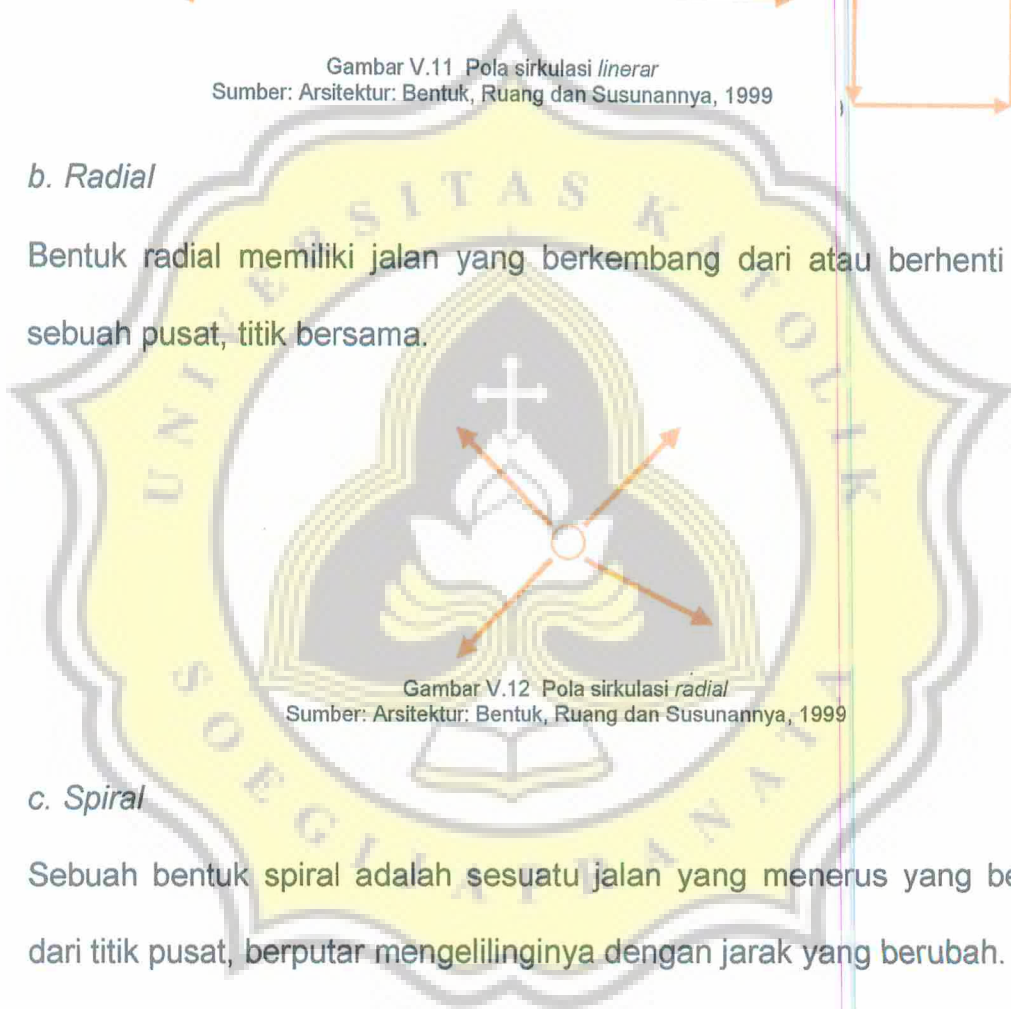 Gambar V.11 Pola sirkulasi linerar
Sumber: Arsitektur: Bentuk, Ruang dan Susunannya, 1999
b. Radial
Bentuk radial memiliki jalan yang berkembang dari atau berhenti
sebuah pusat, titik bersama.
Gambar V.12 Pola sirkulasi radial
Sumber: Arsitektur: Bentuk, Ruang dan Susunannya, 1999
c. Spiral
Sebuah bentuk spiral adalah sesuatu jalan yang menerus yang be
dari titik pusat, berputar mengelilinginya dengan jarak yang berubah.
UNIVERSITAS KATOLIK
SOEGIJAPRANATA